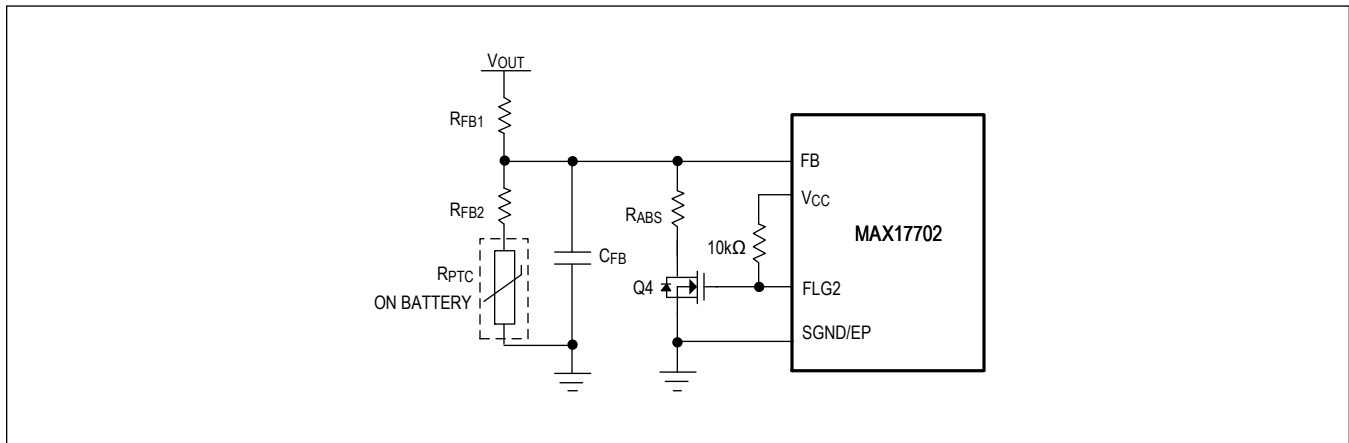 VOUT
RFB1
FB
VCC
RFB2
RABS
10kΩ
MAX17702
CFB
RPTC
ON BATTERY
Q4
FLG2
SGND/EP